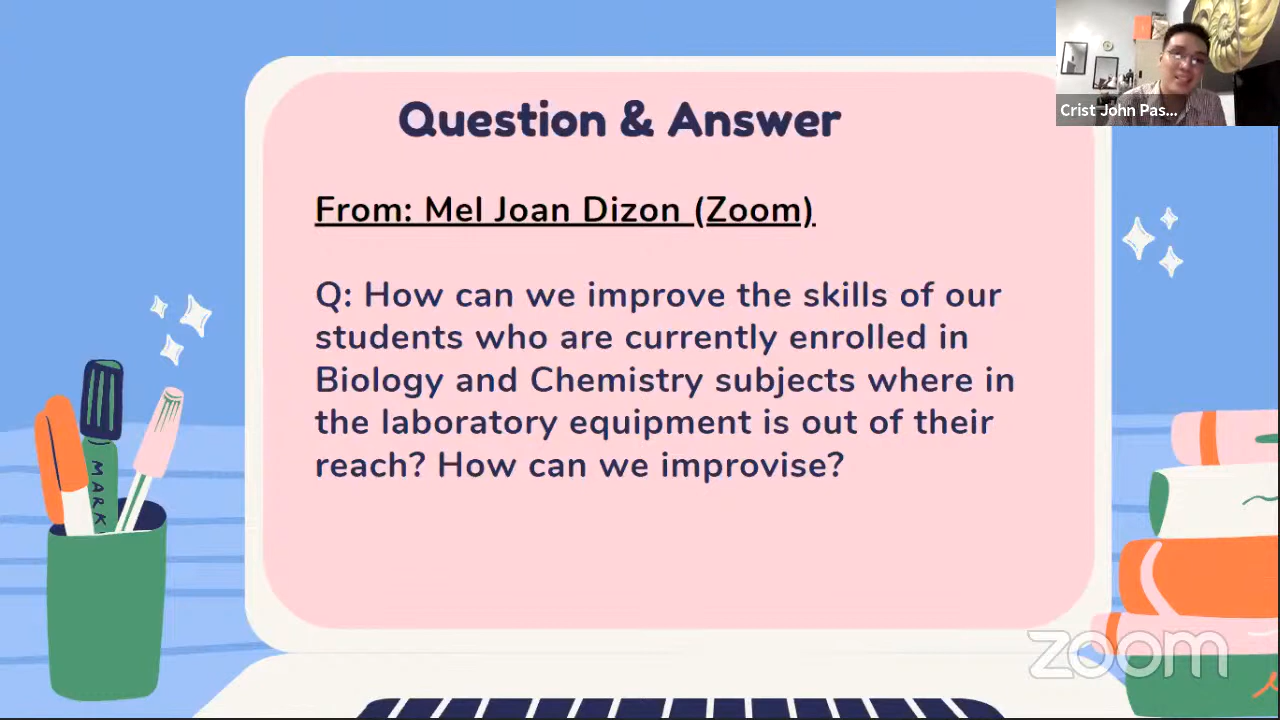 Crist John Pas...
Question & Answer
From: Mel Joan Dizon (Zoom)
Q: How can we improve the skills of our
students who are currently enrolled in
Biology and Chemistry subjects where in
the laboratory equipment is out of their
reach? How can we improvise?
MARK
zoom